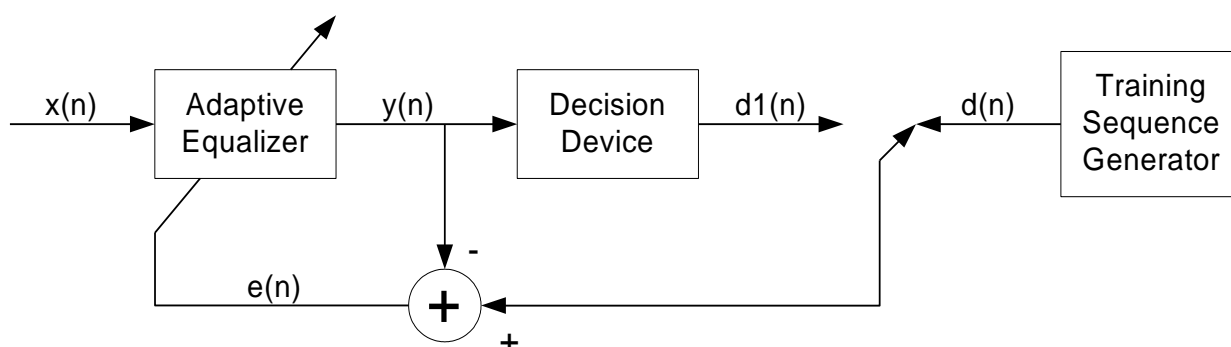 x(n)
Adaptive
Equalizer
y(n)
Decision
Device
d1(n)
d(n)
Training
Sequence
Generator
-
e(n)
+
+